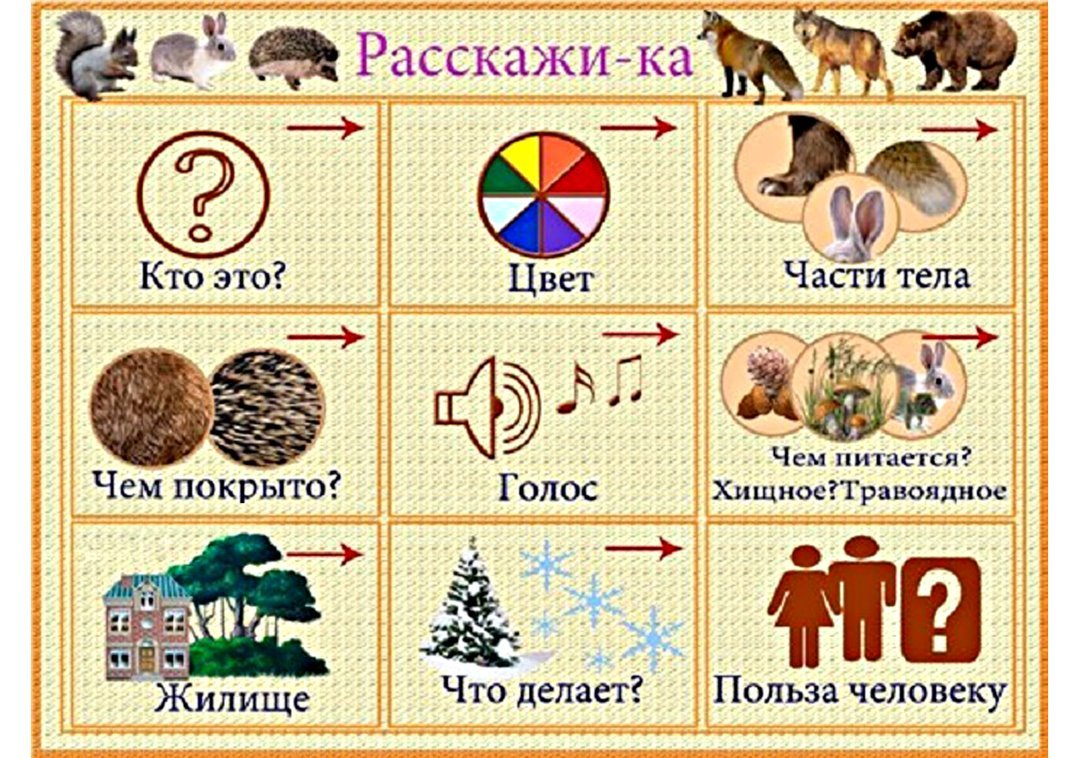 Расскажи-ка
Кто это?
Цвет
Части тела
Чем покрыто?
Голос
Чем питается?
Хищное?Травоядное
Жилище
Что делает?
Польза человеку